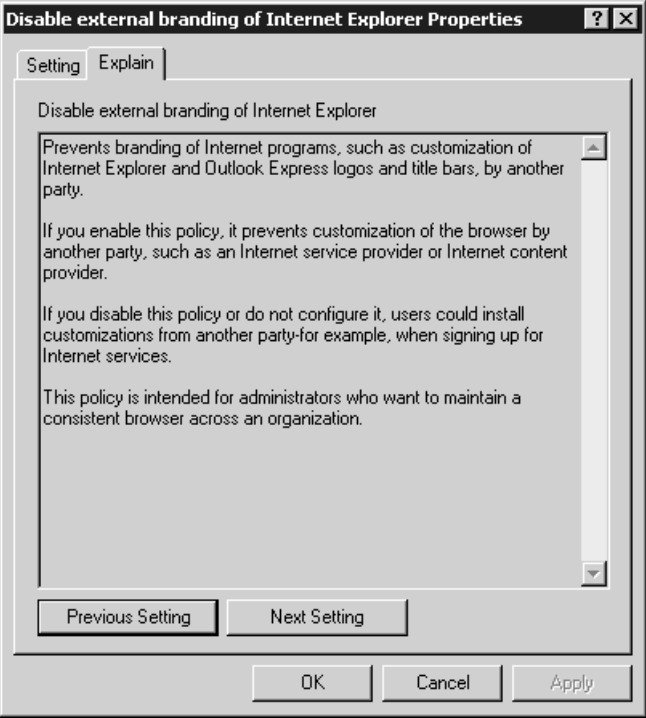 Disable external branding of Internet Explorer Properties
Setting
Explain
Disable external branding of Internet Explorer
Prevents branding of Internet programs, such as customization of
Internet Explorer and Outlook Express logos and title bars, by another
party.
If you enable this policy, it prevents customization of the browser by
another party, such as an Internet service provider or Internet content
provider.
If you disable this policy or do not configure it, users could install
customizations from another party-for example, when signing up for
Internet services.
This policy is intended for administrators who want to maintain a
consistent browser across an organization.
Previous Setting
Next Setting
OK
Cancel
Apply